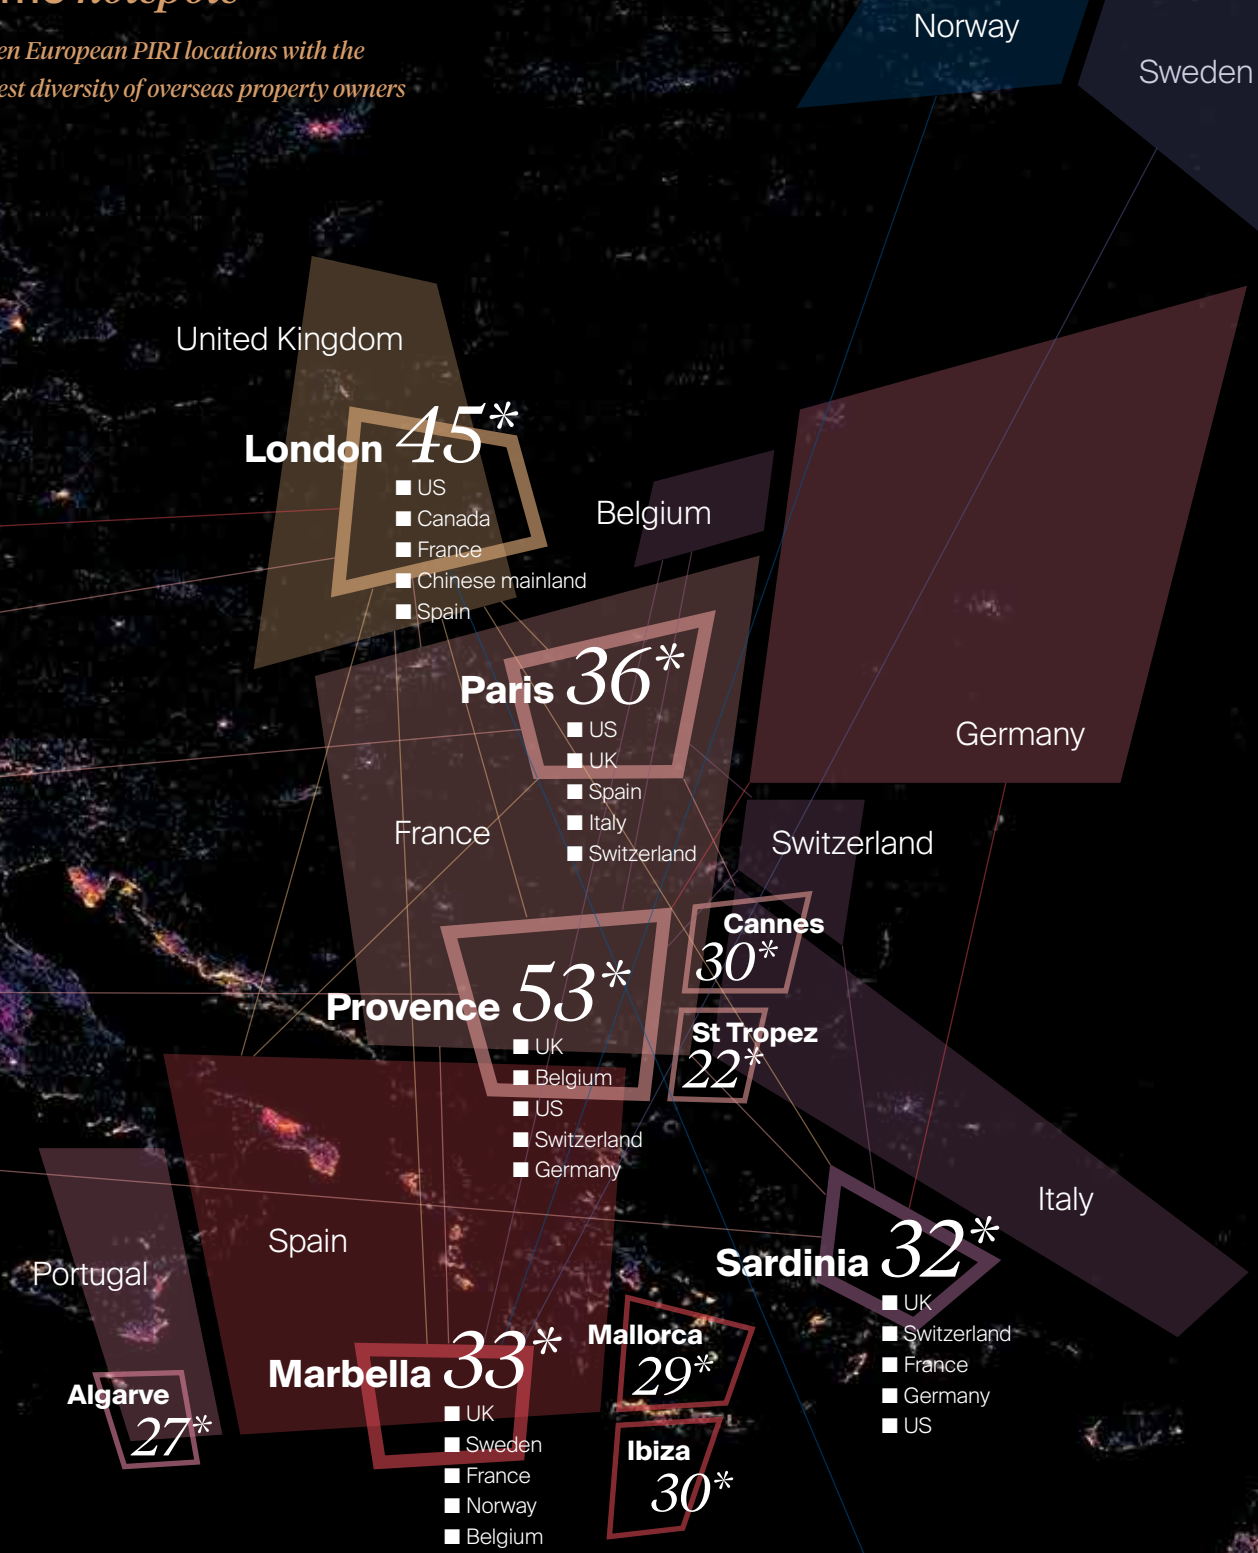 hotspots
en European PIRI locations with the
est diversity of overseas property owners
Norway
Sweden
United Kingdom
London 45*
US
Canada
France
Chinese mainland
Spain
Belgium
Paris 36*
US
UK
Spain
Italy
Switzerland
Germany
France
Switzerland
Cannes
30*
Provence 53*
UK
Belgium
US
Switzerland
Germany
St Tropez
22*
Italy
Spain
Portugal
Sardinia 32*
UK
Switzerland
France
Germany
US
Mallorca
29*
Marbella 33*
UK
Sweden
France
Norway
Belgium
Algarve
27*
Ibiza
30*